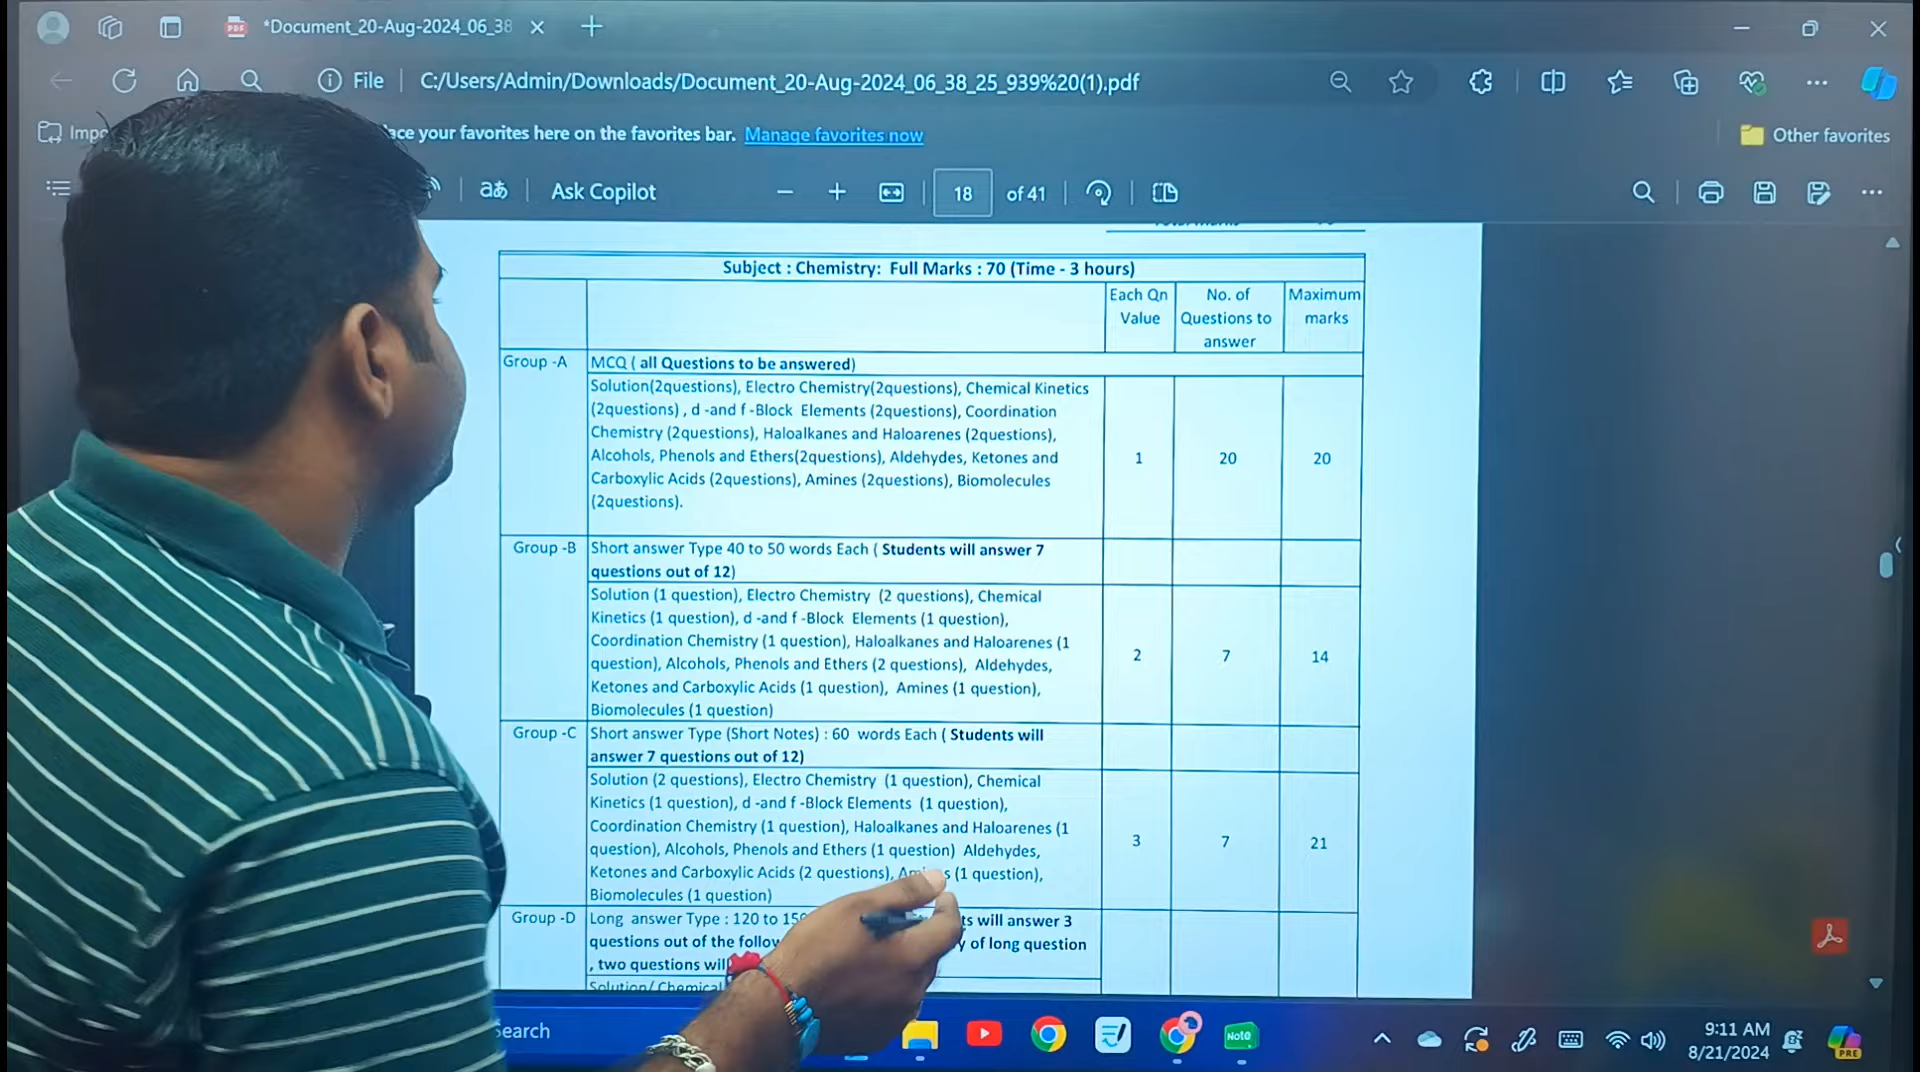 *Document_20-Aug-2024_06_38
File
C:/Users/Admin/Downloads/Document_20-Aug-2024_06_38_25_939%20(1).pdf
your favorites here on the favorites bar. Manage favorites now
Other favorites
aあ
Ask Copilot
18
of 41
Subject : Chemistry: Full Marks : 70 (Time - 3 hours)
Each Qn Value
No. of Questions to answer
Maximum marks
Group -A
MCQ ( all Questions to be answered)
Solution(2questions), Electro Chemistry(2questions), Chemical Kinetics
(2questions) , d -and f -Block Elements (2questions), Coordination
Chemistry (2questions), Haloalkanes and Haloarenes (2questions),
Alcohols, Phenols and Ethers(2questions), Aldehydes, Ketones and
Carboxylic Acids (2questions), Amines (2questions), Biomolecules
(2questions).
1
20
20
Group -B
Short answer Type 40 to 50 words Each ( Students will answer 7
questions out of 12)
Solution (1 question), Electro Chemistry (2 questions), Chemical
Kinetics (1 question), d -and f -Block Elements (1 question),
Coordination Chemistry (1 question), Haloalkanes and Haloarenes (1
question), Alcohols, Phenols and Ethers (2 questions), Aldehydes,
Ketones and Carboxylic Acids (1 question), Amines (1 question),
Biomolecules (1 question)
2
7
14
Group -C
Short answer Type (Short Notes) : 60 words Each ( Students will
answer 7 questions out of 12)
Solution (2 questions), Electro Chemistry (1 question), Chemical
Kinetics (1 question), d -and f -Block Elements (1 question),
Coordination Chemistry (1 question), Haloalkanes and Haloarenes (1
question), Alcohols, Phenols and Ethers (1 question) Aldehydes,
Ketones and Carboxylic Acids (2 questions), (1 question),
Biomolecules (1 question)
3
7
21
Group -D
Long answer Type : 120 to will answer 3
questions out of the of long question
, two questions
Solution/ Chemical
Search
Note
9:11 AM
8/21/2024
PRE